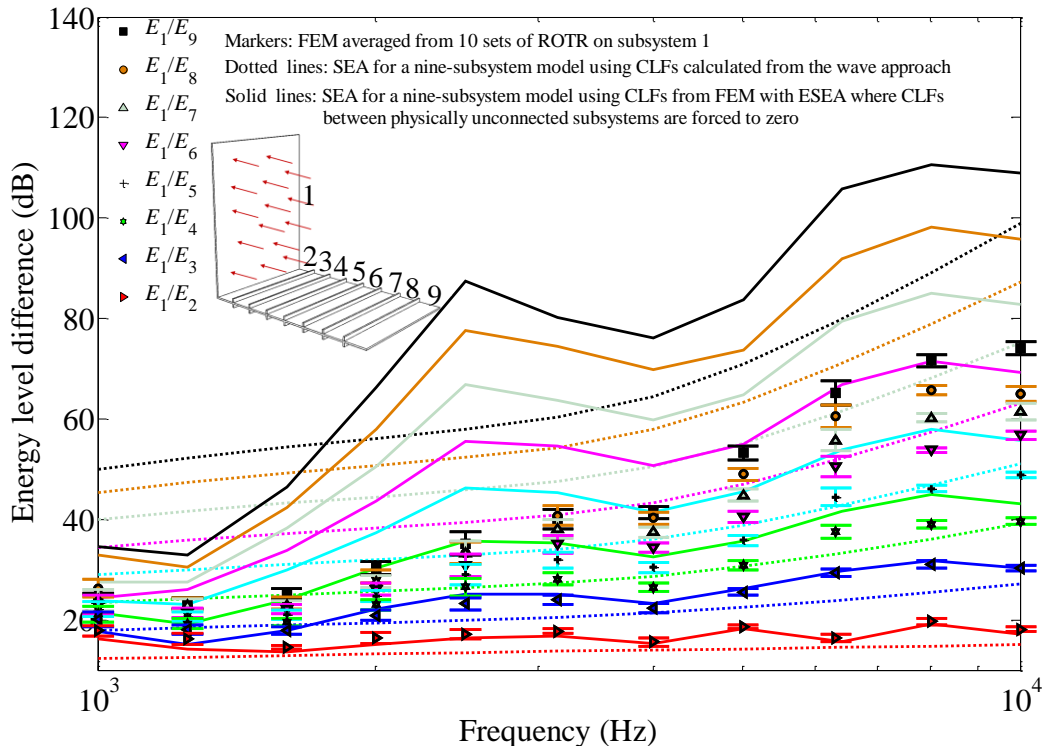 140
120
100
80
60
40
20
Energy level difference (dB)
E1/E9
E1/E8
E1/E7
E1/E6
E1/E5
E1/E4
E1/E3
E1/E2
Markers: FEM averaged from 10 sets of ROTR on subsystem 1
Dotted lines: SEA for a nine-subsystem model using CLFs calculated from the wave approach
Solid lines: SEA for a nine-subsystem model using CLFs from FEM with ESEA where CLFs
between physically unconnected subsystems are forced to zero
1
2 3 4 5 6 7 8 9
10^3
10^4
Frequency (Hz)